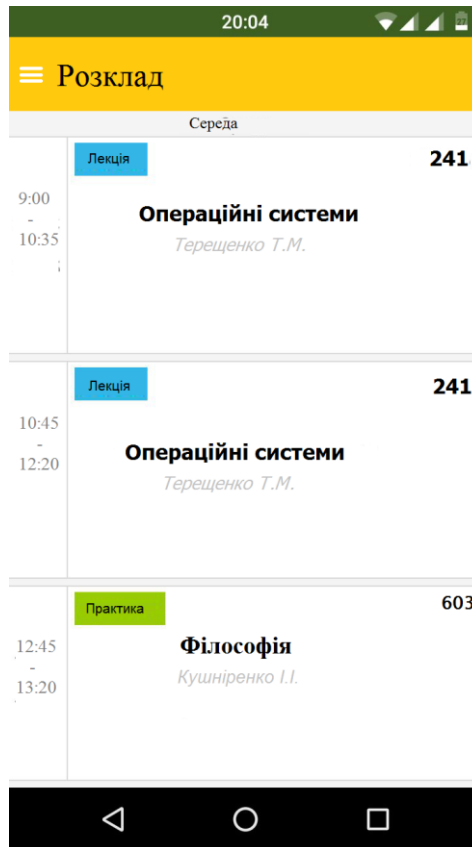 20:04
Розклад
Середа
Лекція
241
9:00
-
10:35
Операційні системи
Терещенко Т.М.
Лекція
241
10:45
-
12:20
Операційні системи
Терещенко Т.М.
Практика
603
12:45
-
13:20
Філософія
Кушніренко І.І.